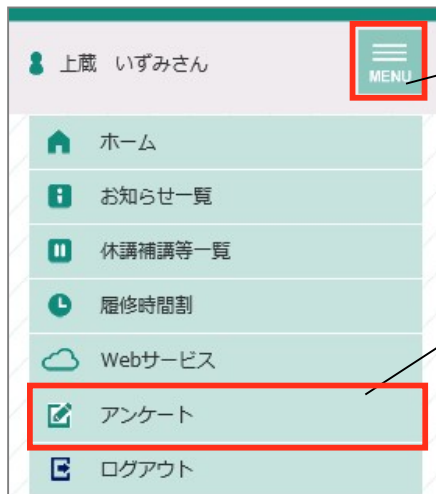 上蔵　いずみさん
MENU
ホーム
お知らせ一覧
休講補講等一覧
履修時間割
Webサービス
アンケート
ログアウト